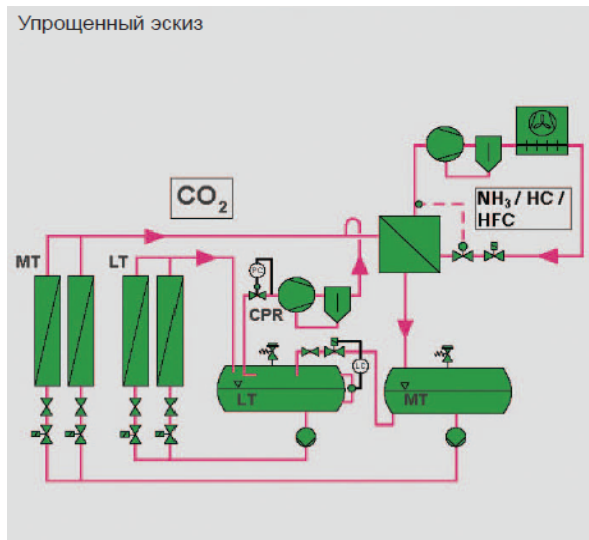 Упрощенный эскиз
CO2
NH3 / HC /
HFC
MT
LT
PC
CPR
LC
LT
MT